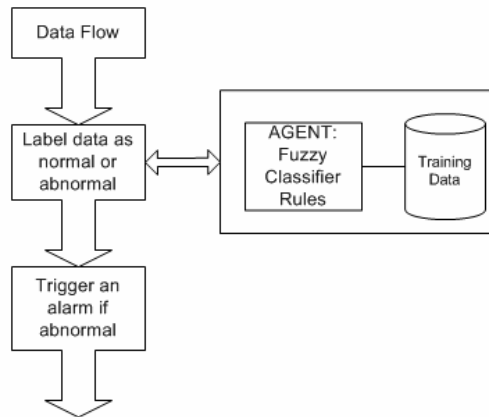 Data Flow
Label data as
normal or
abnormal
AGENT:
Fuzzy
Classifier
Rules
Training
Data
Trigger an
alarm if
abnormal